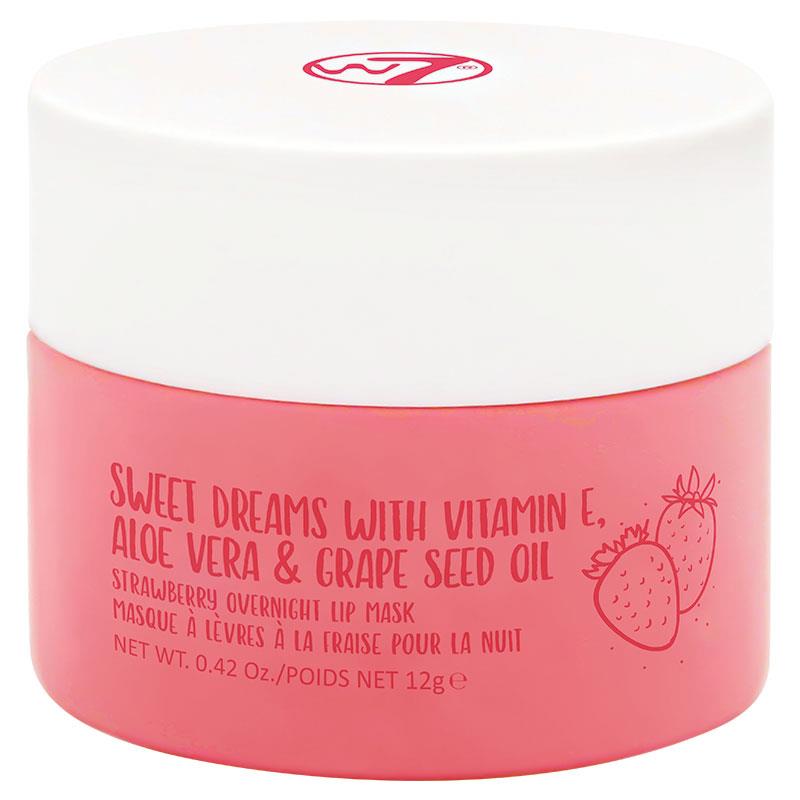 W7®
SWEET DREAMS WITH VITAMIN E,
ALOE VERA & GRAPE SEED OIL
STRAWBERRY OVERNIGHT LIP MASK
MASQUE À LÈVRES À LA FRAISE POUR LA NUIT
NET WT. 0.42 Oz./POIDS NET 12g℮